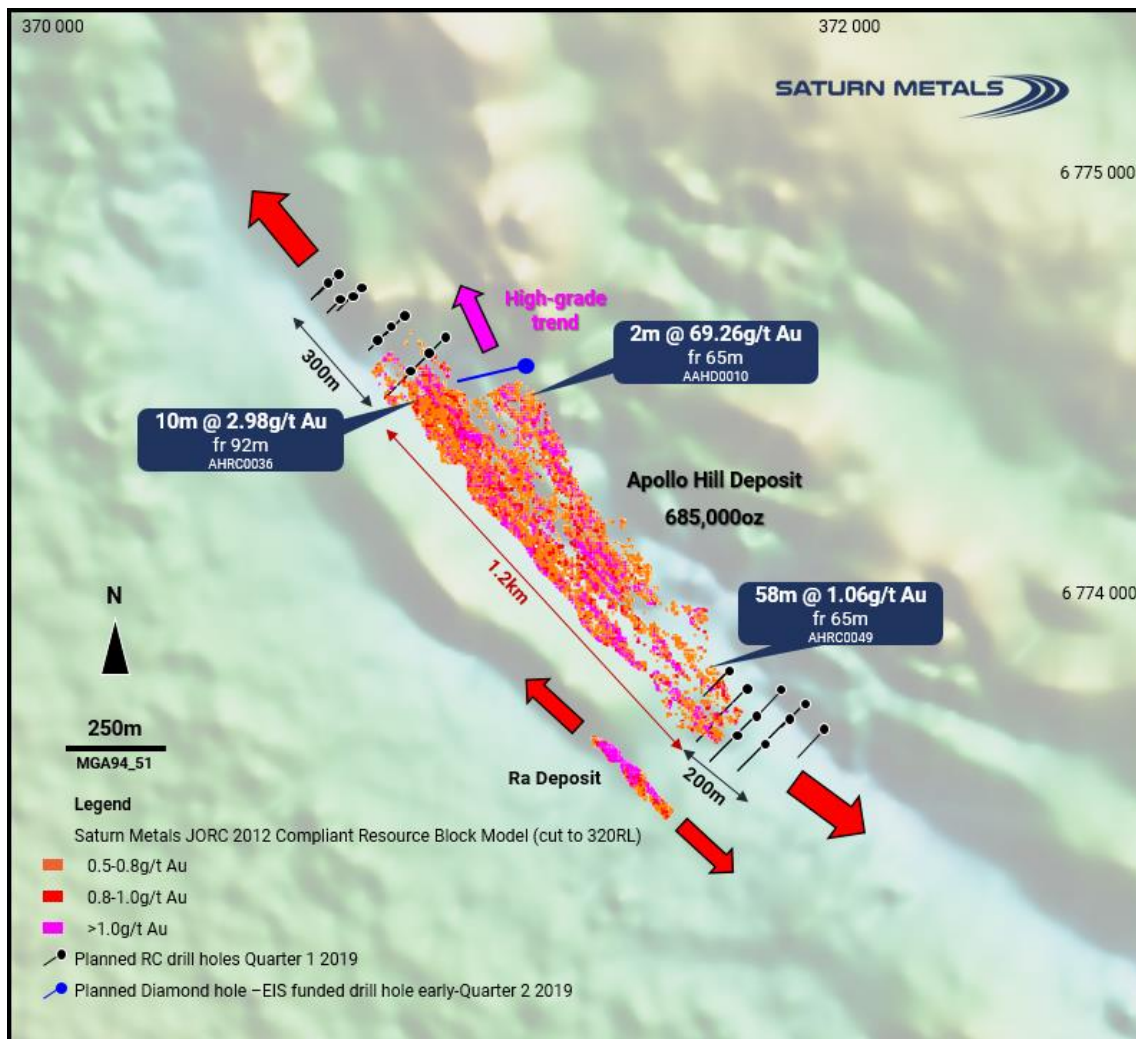 370 000
372 000
SATURN METALS
6 775 000
High-grade
trend
2m @ 69.26g/t Au
fr 65m
AAHD0010
300m
10m @ 2.98g/t Au
fr 92m
AHRC0036
Apollo Hill Deposit
685,000oz
1.2km
6 774 000
58m @ 1.06g/t Au
fr 65m
AHRC0049
N
250m
MGA94_51
Ra Deposit
200m
Legend
Saturn Metals JORC 2012 Compliant Resource Block Model (cut to 320RL)
0.5-0.8g/t Au
0.8-1.0g/t Au
>1.0g/t Au
Planned RC drill holes Quarter 1 2019
Planned Diamond hole –EIS funded drill hole early-Quarter 2 2019